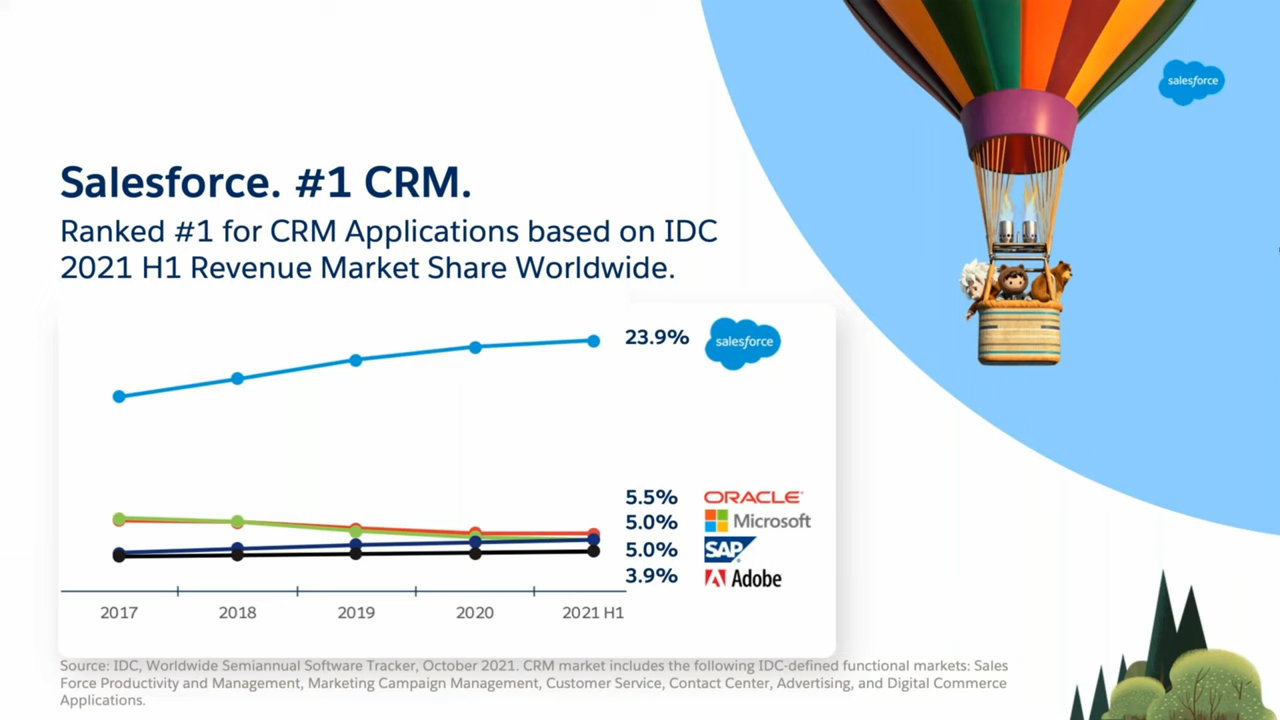 salesforce
Salesforce. #1 CRM.
Ranked #1 for CRM Applications based on IDC
2021 H1 Revenue Market Share Worldwide.
23.9% salesforce
5.5% ORACLE
5.0% Microsoft
5.0% SAP
3.9% Adobe
2017 2018 2019 2020 2021 H1
Source: IDC, Worldwide Semiannual Software Tracker, October 2021. CRM market includes the following IDC-defined functional markets: Sales
Force Productivity and Management, Marketing Campaign Management, Customer Service, Contact Center, Advertising, and Digital Commerce
Applications.